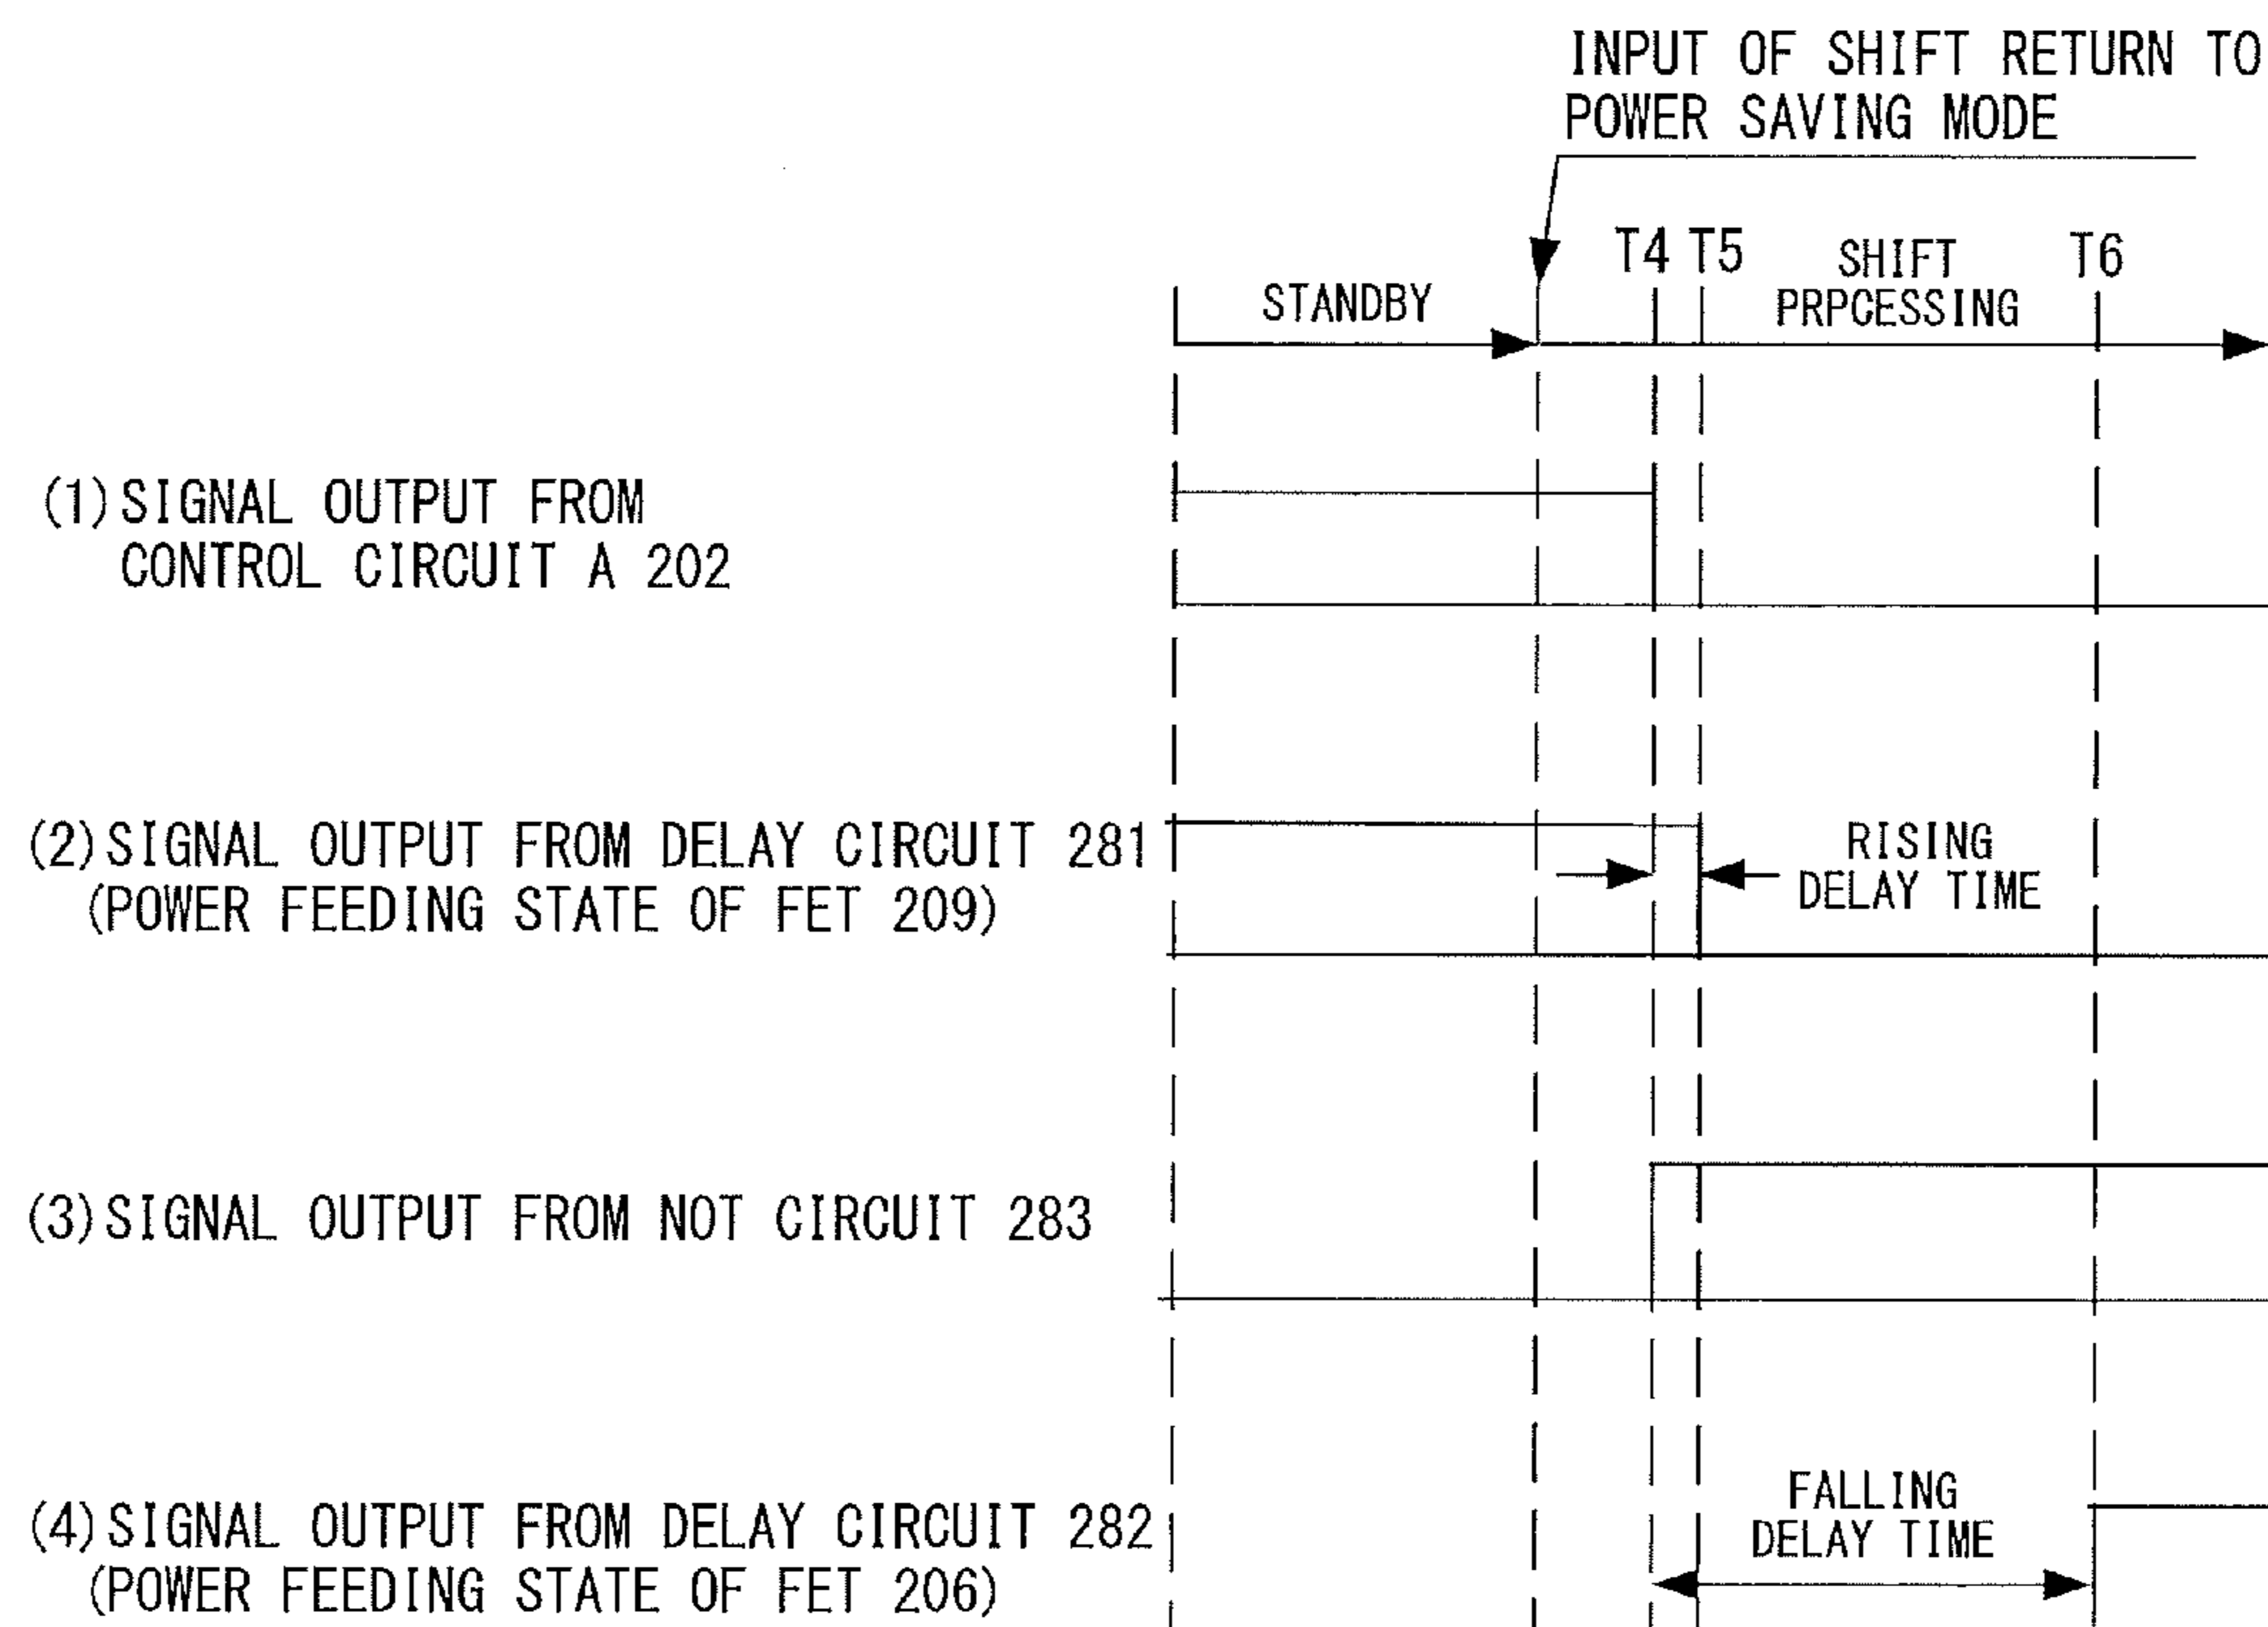 INPUT OF SHIFT RETURN TO
POWER SAVING MODE
T4 T5 SHIFT T6
STANDBY PRPCESSING
(1) SIGNAL OUTPUT FROM
CONTROL CIRCUIT A 202
(2) SIGNAL OUTPUT FROM DELAY CIRCUIT 281
(POWER FEEDING STATE OF FET 209)
RISING
DELAY TIME
(3) SIGNAL OUTPUT FROM NOT CIRCUIT 283
(4) SIGNAL OUTPUT FROM DELAY CIRCUIT 282
(POWER FEEDING STATE OF FET 206)
FALLING
DELAY TIME